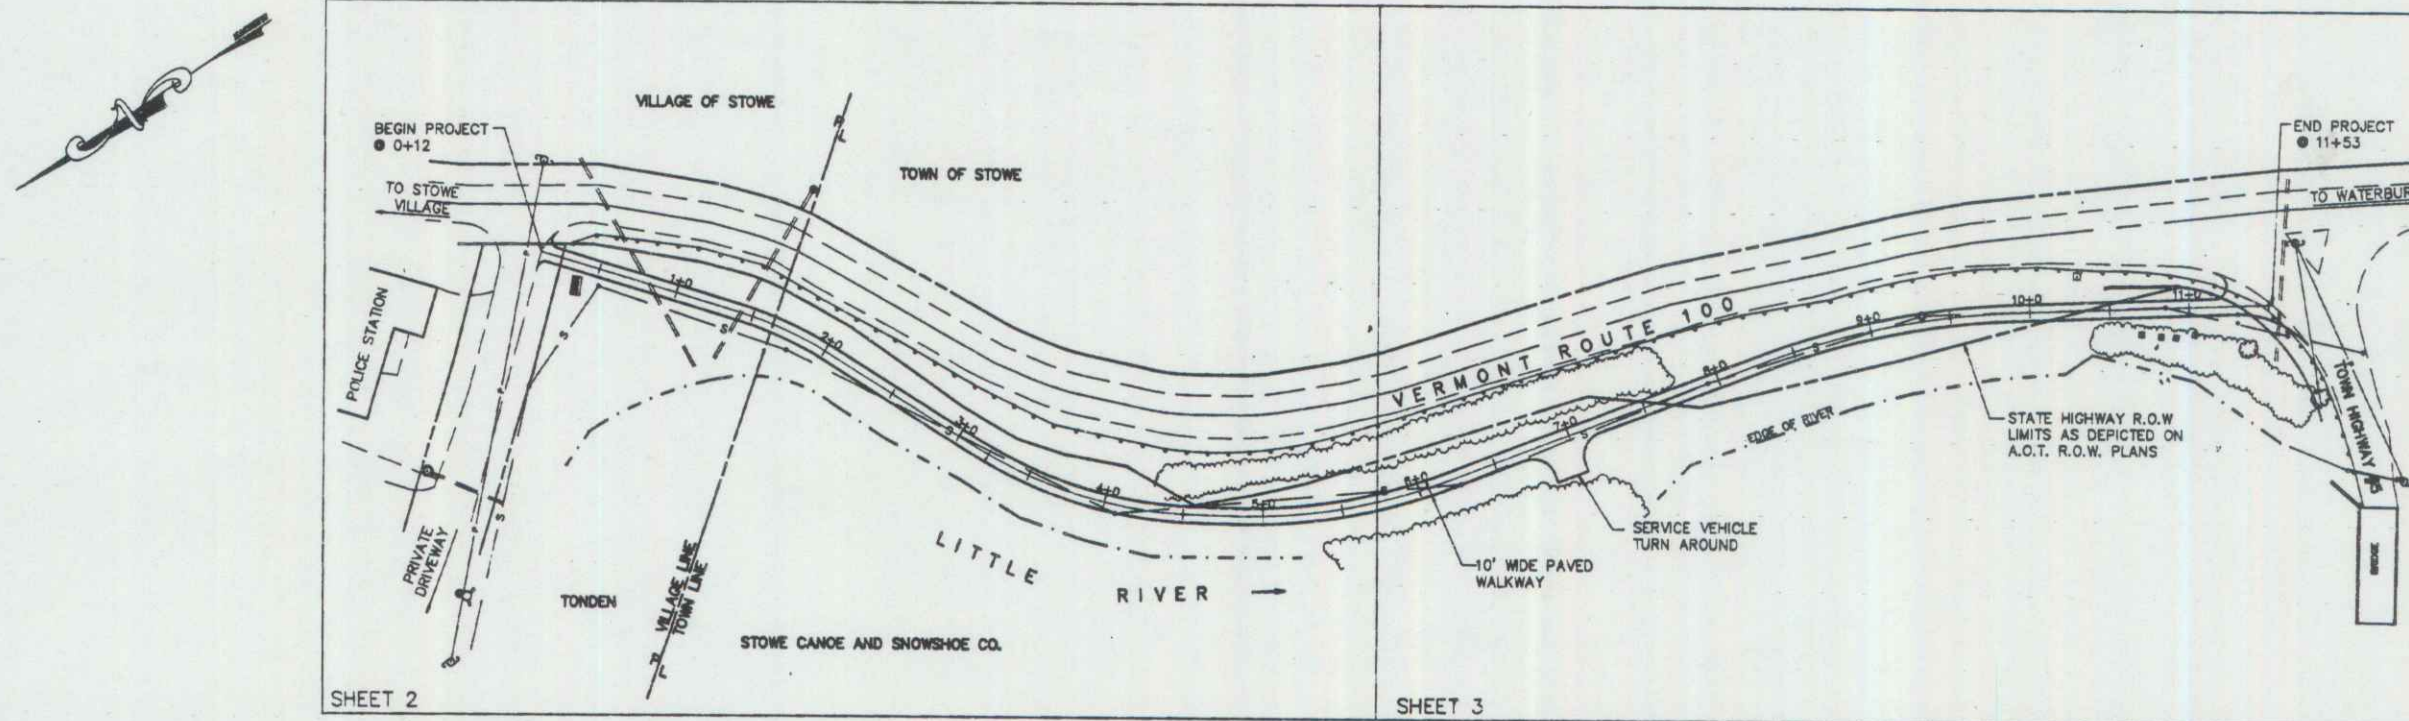 VILLAGE OF STOWE
BEGIN PROJECT
@ 0+12
TOWN OF STOWE
END PROJECT
@ 11+53
TO STOWE
VILLAGE
TO WATERBUR
POLICE STATION
1+0
2+0
3+0
4+0
5+0
6+0
7+0
8+0
9+0
10+0
11+0
VERMONT ROUTE 100
EDGE OF RIVER
STATE HIGHWAY R.O.W
LIMITS AS DEPICTED ON
A.O.T. R.O.W. PLANS
TOWN HIGHWAY
SERVICE VEHICLE
TURN AROUND
10' WIDE PAVED
WALKWAY
PRIVATE
DRIVEWAY
LITTLE
RIVER
TONDEN
VILLAGE LINE
TOWN LINE
STOWE CANOE AND SNOWSHOE CO.
SHEET 2
SHEET 3